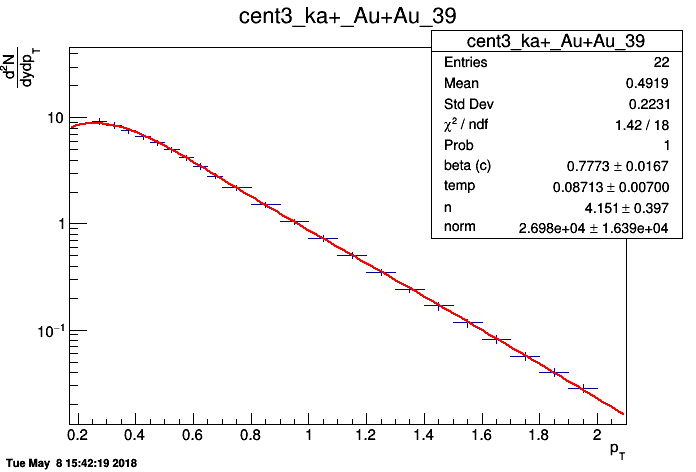 cent3_ka+_Au+Au_39
d²N
dydp_T
cent3_ka+_Au+Au_39
Entries 22
Mean 0.4919
Std Dev 0.2231
χ² / ndf 1.42 / 18
Prob 1
beta (c) 0.7773 ± 0.0167
temp 0.08713 ± 0.00700
n 4.151 ± 0.397
norm 2.698e+04 ± 1.639e+04
10
1
10⁻¹
0.2 0.4 0.6 0.8 1 1.2 1.4 1.6 1.8 2
p_T
Tue May 8 15:42:19 2018